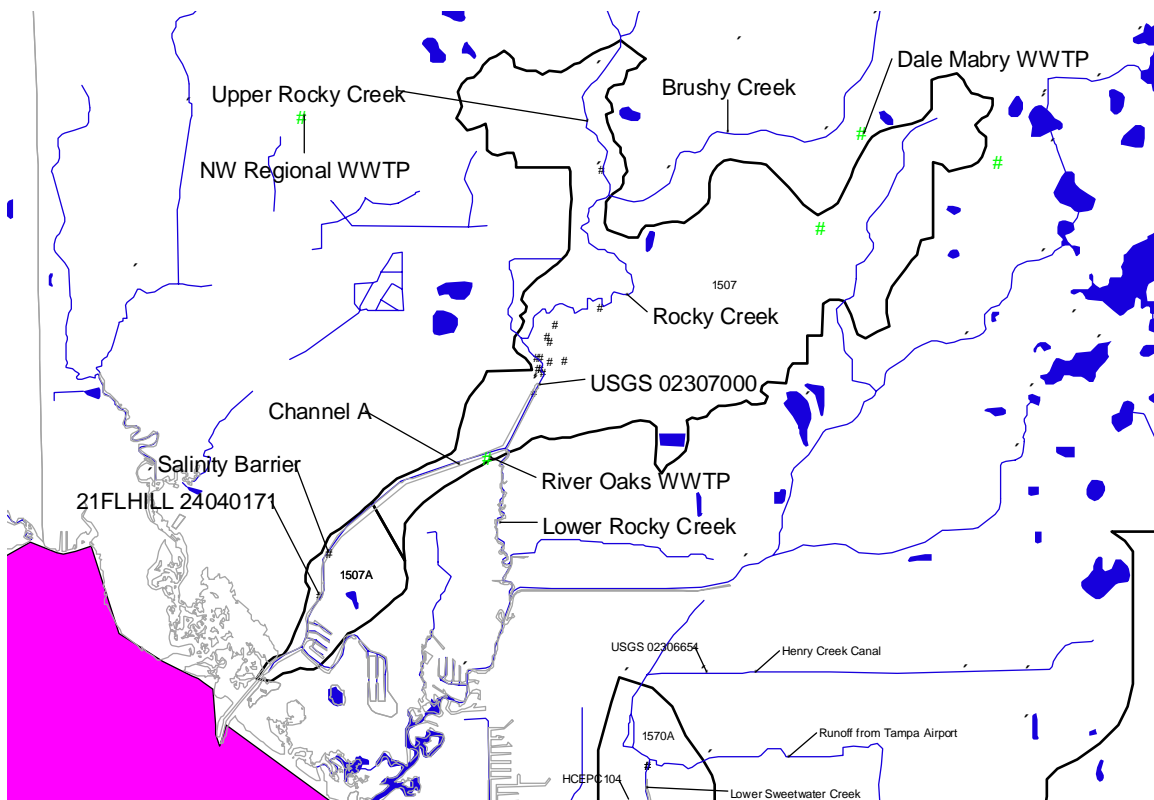 Dale Mabry WWTP
Upper Rocky Creek
Brushy Creek
#
#
NW Regional WWTP
#
#
#
1507
Rocky Creek
USGS 02307000
Channel A
Salinity Barrier
River Oaks WWTP
#
21FLHILL 24040171
Lower Rocky Creek
#
1507A
USGS 02306654
Henry Creek Canal
1570A
Runoff from Tampa Airport
#
HCEPC104
Lower Sweetwater Creek